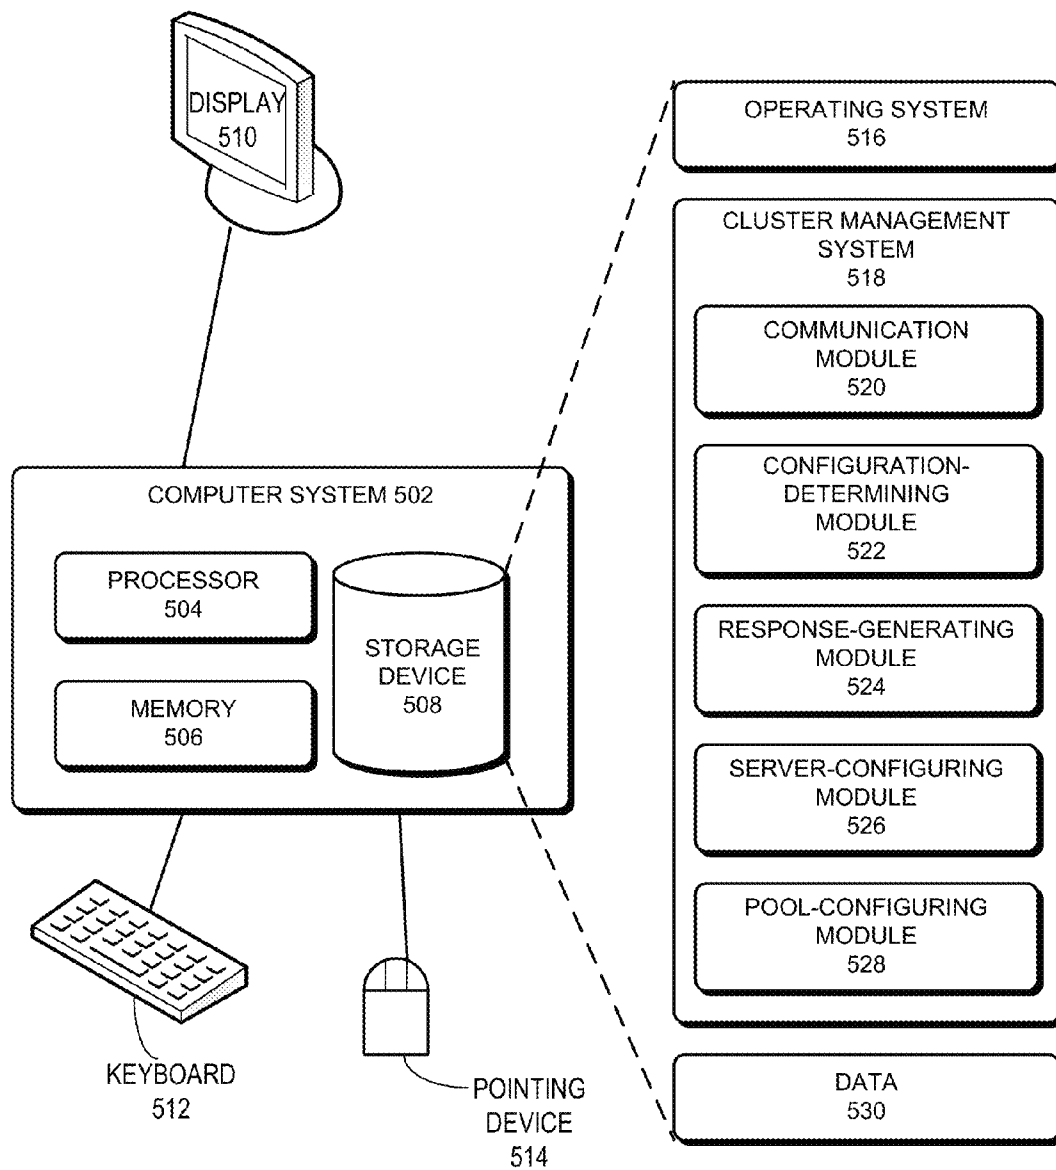 DISPLAY
510
COMPUTER SYSTEM 502
PROCESSOR
504
MEMORY
506
STORAGE
DEVICE
508
KEYBOARD
512
POINTING
DEVICE
514
OPERATING SYSTEM
516
CLUSTER MANAGEMENT
SYSTEM
518
COMMUNICATION
MODULE
520
CONFIGURATION-
DETERMINING
MODULE
522
RESPONSE-GENERATING
MODULE
524
SERVER-CONFIGURING
MODULE
526
POOL-CONFIGURING
MODULE
528
DATA
530